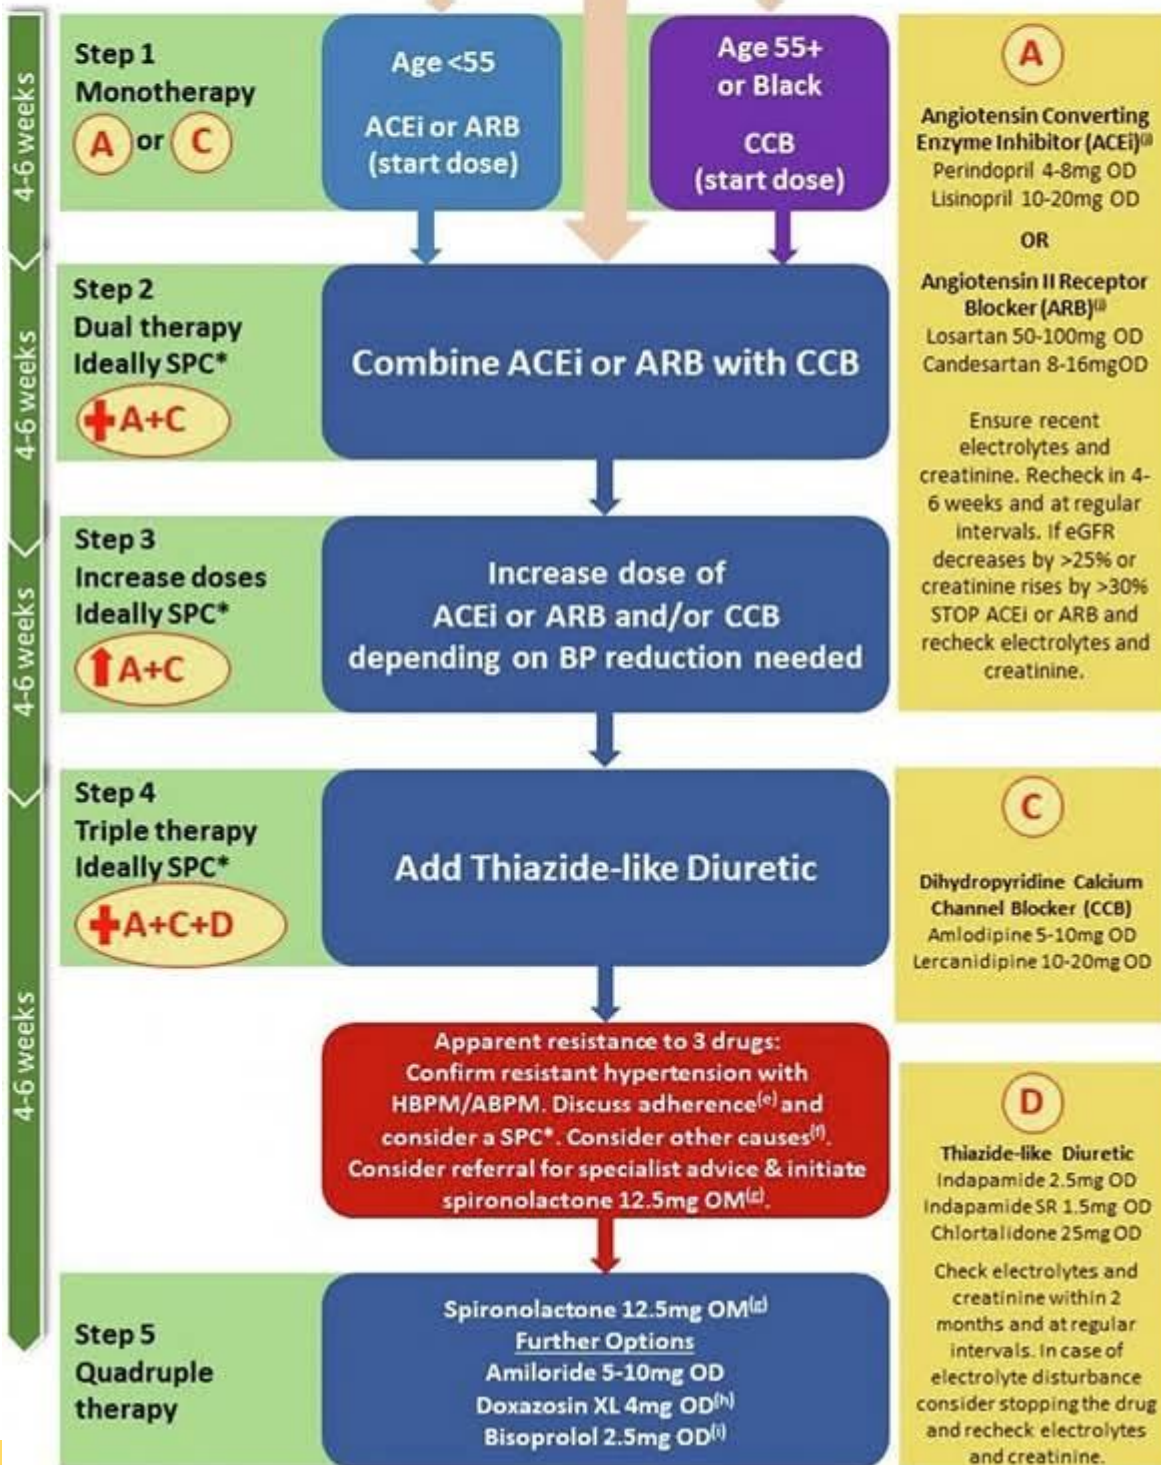 4-6 weeks
Step 1
Monotherapy
A or C
Age <55
ACEi or ARB
(start dose)
Age 55+
or Black
CCB
(start dose)
4-6 weeks
Step 2
Dual therapy
Ideally SPC*
+A+C
Combine ACEi or ARB with CCB
4-6 weeks
Step 3
Increase doses
Ideally SPC*
A+C
Increase dose of
ACEi or ARB and/or CCB
depending on BP reduction needed
4-6 weeks
Step 4
Triple therapy
Ideally SPC*
+A+C+D
Add Thiazide-like Diuretic
Apparent resistance to 3 drugs:
Confirm resistant hypertension with
HBPM/ABPM. Discuss adherence(e) and
consider a SPC*. Consider other causes(f).
Consider referral for specialist advice & initiate
spironolactone 12.5mg OM(g).
Step 5
Quadruple
therapy
Spironolactone 12.5mg OM(g)
Further Options
Amiloride 5-10mg OD
Doxazosin XL 4mg OD(h)
Bisoprolol 2.5mg OD(i)
A
Angiotensin Converting
Enzyme Inhibitor (ACEi)(j)
Perindopril 4-8mg OD
Lisinopril 10-20mg OD
OR
Angiotensin II Receptor
Blocker (ARB)(j)
Losartan 50-100mg OD
Candesartan 8-16mgOD
Ensure recent
electrolytes and
creatinine. Recheck in 4-
6 weeks and at regular
intervals. If eGFR
decreases by >25% or
creatinine rises by >30%
STOP ACEi or ARB and
recheck electrolytes and
creatinine.
C
Dihydropyridine Calcium
Channel Blocker (CCB)
Amlodipine 5-10mg OD
Lercanidipine 10-20mg OD
D
Thiazide-like Diuretic
Indapamide 2.5mg OD
Indapamide SR 1.5mg OD
Chlortalidone 25mg OD
Check electrolytes and
creatinine within 2
months and at regular
intervals. In case of
electrolyte disturbance
consider stopping the drug
and recheck electrolytes
and creatinine.